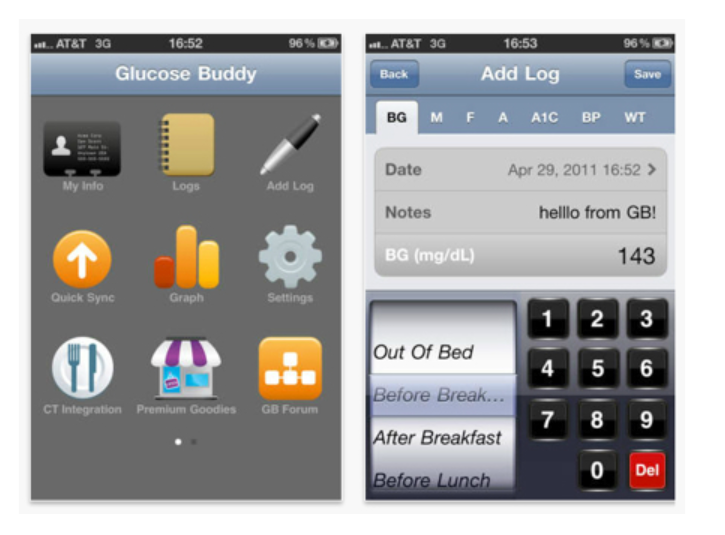 AT&T 3G 16:52 96%
Glucose Buddy
My Info Logs Add Log
Quick Sync Graph Settings
CT Integration Premium Goodies GB Forum
AT&T 3G 16:53 96%
Back Add Log Save
BG M F A A1C BP WT
Date Apr 29, 2011 16:52 >
Notes helllo from GB!
BG (mg/dL) 143
Out Of Bed
Before Break...
After Breakfast
Before Lunch
1 2 3
4 5 6
7 8 9
0 Del